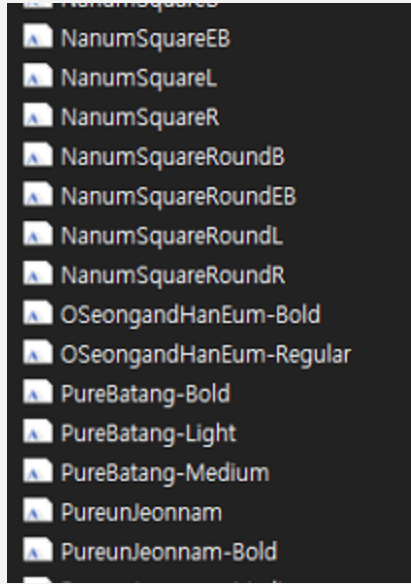 NanumSquareEB
NanumSquareL
NanumSquareR
NanumSquareRoundB
NanumSquareRoundEB
NanumSquareRoundL
NanumSquareRoundR
OSeongandHanEum-Bold
OSeongandHanEum-Regular
PureBatang-Bold
PureBatang-Light
PureBatang-Medium
PureunJeonnam
PureunJeonnam-Bold